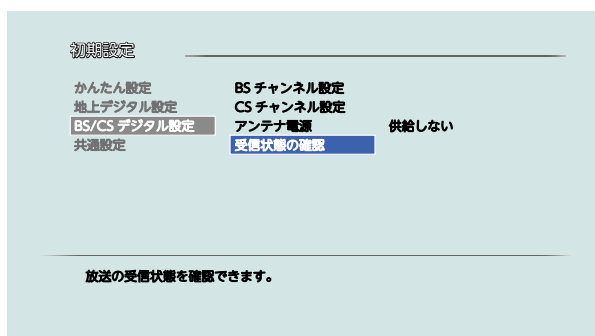 初期設定
かんたん設定
地上デジタル設定
BS/CS デジタル設定
共通設定
BS チャンネル設定
CS チャンネル設定
アンテナ電源 供給しない
受信状態の確認
放送の受信状態を確認できます。